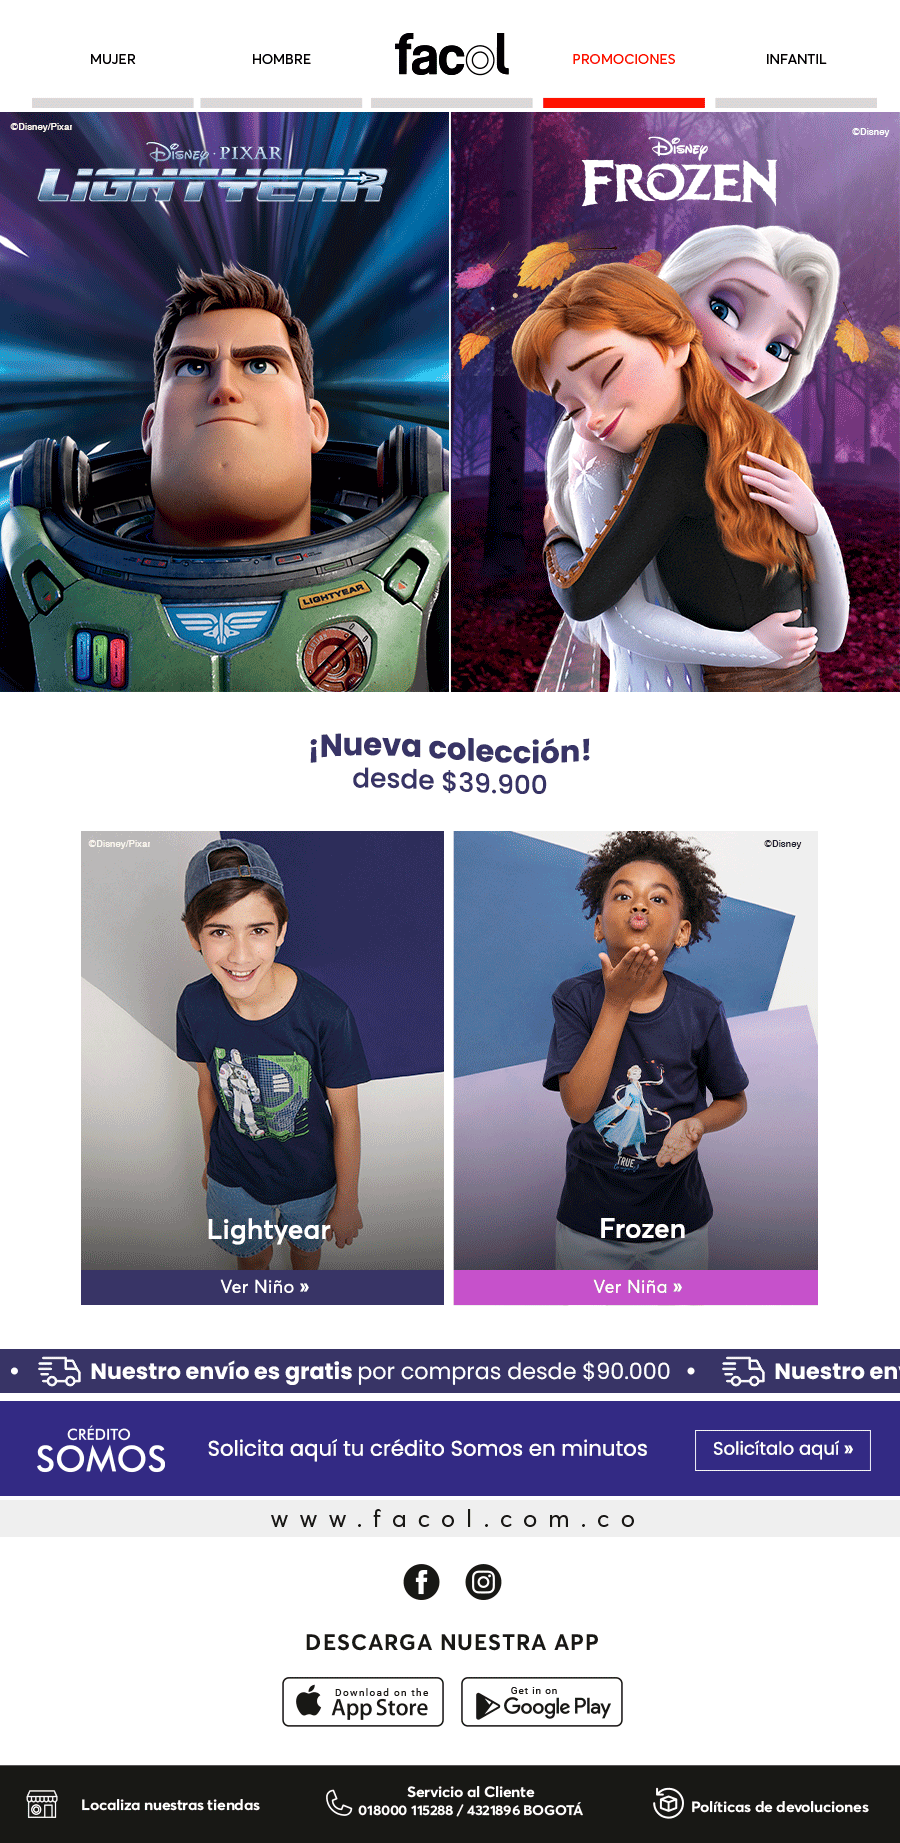 MUJER HOMBRE facol PROMOCIONES INFANTIL
©Disney/Pixar
©Disney
Disney · PIXAR
LIGHTYEAR
Disney
FROZEN
LIGHTYEAR
¡Nueva colección!
desde $39.900
©Disney/Pixar
©Disney
TRUE
Lightyear
Frozen
Ver Niño »
Ver Niña »
• Nuestro envío es gratis por compras desde $90.000 • Nuestro en
CRÉDITO
SOMOS
Solicita aquí tu crédito Somos en minutos
Solicítalo aquí »
www.facol.com.co
DESCARGA NUESTRA APP
Download on the
App Store
Get in on
Google Play
Localiza nuestras tiendas
Servicio al Cliente
018000 115288 / 4321896 BOGOTÁ
Políticas de devoluciones